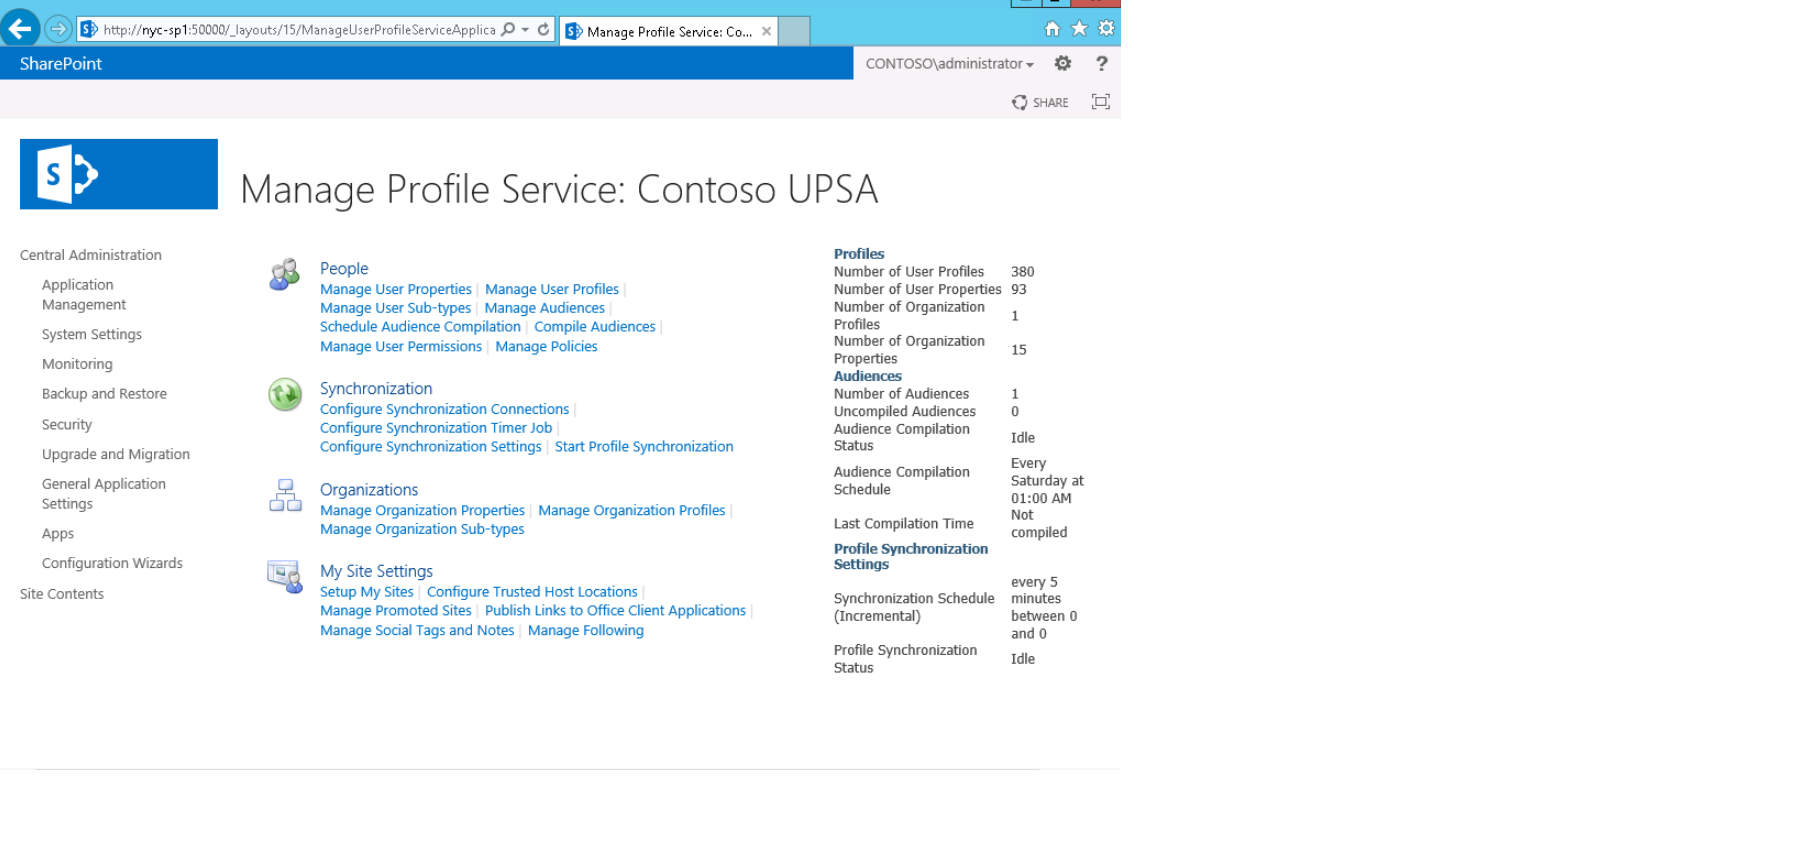 http://nyc-sp1:50000/_layouts/15/ManageUserProfileServiceApplica
Manage Profile Service: Co...
SharePoint
CONTOSO\administrator
?
SHARE
S
Manage Profile Service: Contoso UPSA
Central Administration
Application
Management
System Settings
Monitoring
Backup and Restore
Security
Upgrade and Migration
General Application
Settings
Apps
Configuration Wizards
Site Contents
People
Manage User Properties | Manage User Profiles |
Manage User Sub-types | Manage Audiences |
Schedule Audience Compilation | Compile Audiences |
Manage User Permissions | Manage Policies
Synchronization
Configure Synchronization Connections |
Configure Synchronization Timer Job |
Configure Synchronization Settings | Start Profile Synchronization
Organizations
Manage Organization Properties | Manage Organization Profiles |
Manage Organization Sub-types
My Site Settings
Setup My Sites | Configure Trusted Host Locations |
Manage Promoted Sites | Publish Links to Office Client Applications |
Manage Social Tags and Notes | Manage Following
Profiles
Number of User Profiles 380
Number of User Properties 93
Number of Organization
Profiles
1
Number of Organization
Properties
15
Audiences
Number of Audiences 1
Uncompiled Audiences 0
Audience Compilation
Status
Idle
Audience Compilation
Schedule
Every
Saturday at
01:00 AM
Last Compilation Time
Not
compiled
Profile Synchronization
Settings
Synchronization Schedule
(Incremental)
every 5
minutes
between 0
and 0
Profile Synchronization
Status
Idle